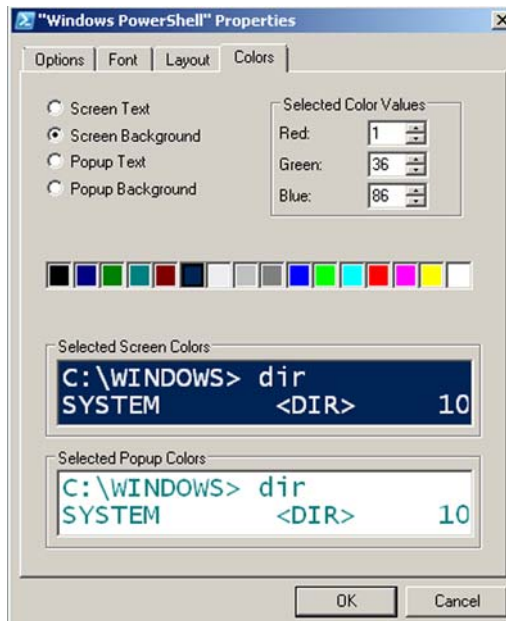 "Windows PowerShell" Properties
Options Font Layout Colors
Screen Text
Screen Background
Popup Text
Popup Background
Selected Color Values
Red: 1
Green: 36
Blue: 86
Selected Screen Colors
C:\WINDOWS> dir
SYSTEM <DIR> 10
Selected Popup Colors
C:\WINDOWS> dir
SYSTEM <DIR> 10
OK Cancel